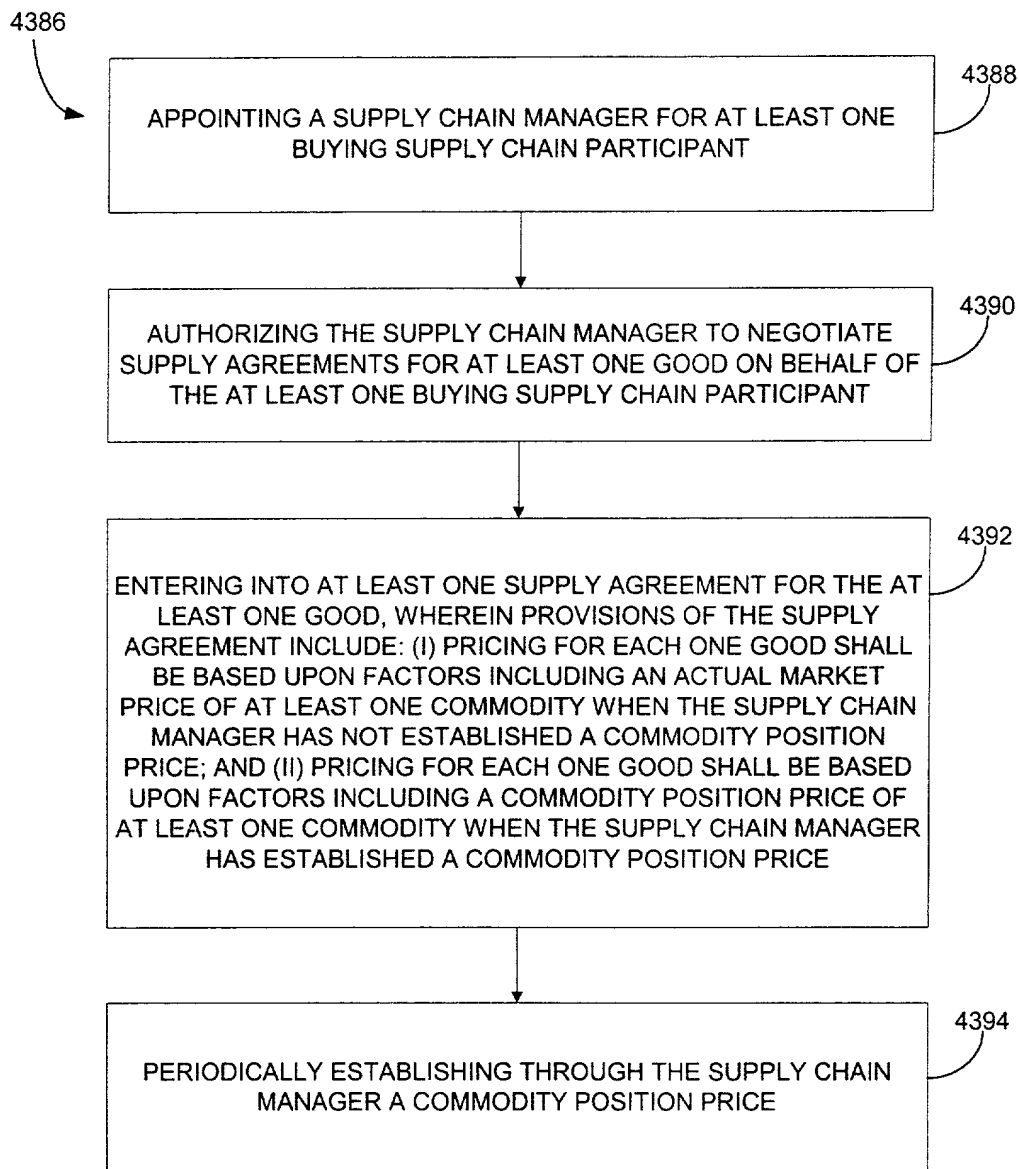 4386
4388
APPOINTING A SUPPLY CHAIN MANAGER FOR AT LEAST ONE
BUYING SUPPLY CHAIN PARTICIPANT
4390
AUTHORIZING THE SUPPLY CHAIN MANAGER TO NEGOTIATE
SUPPLY AGREEMENTS FOR AT LEAST ONE GOOD ON BEHALF OF
THE AT LEAST ONE BUYING SUPPLY CHAIN PARTICIPANT
4392
ENTERING INTO AT LEAST ONE SUPPLY AGREEMENT FOR THE AT
LEAST ONE GOOD, WHEREIN PROVISIONS OF THE SUPPLY
AGREEMENT INCLUDE: (I) PRICING FOR EACH ONE GOOD SHALL
BE BASED UPON FACTORS INCLUDING AN ACTUAL MARKET
PRICE OF AT LEAST ONE COMMODITY WHEN THE SUPPLY CHAIN
MANAGER HAS NOT ESTABLISHED A COMMODITY POSITION
PRICE; AND (II) PRICING FOR EACH ONE GOOD SHALL BE BASED
UPON FACTORS INCLUDING A COMMODITY POSITION PRICE OF
AT LEAST ONE COMMODITY WHEN THE SUPPLY CHAIN MANAGER
HAS ESTABLISHED A COMMODITY POSITION PRICE
4394
PERIODICALLY ESTABLISHING THROUGH THE SUPPLY CHAIN
MANAGER A COMMODITY POSITION PRICE